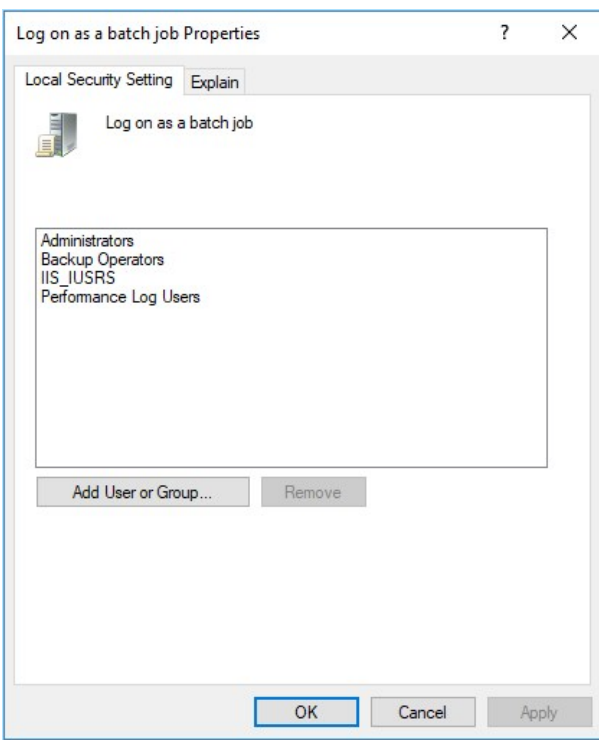 Log on as a batch job Properties
?
Local Security Setting
Explain
Log on as a batch job
Administrators
Backup Operators
IIS_IUSRS
Performance Log Users
Add User or Group...
Remove
OK
Cancel
Apply